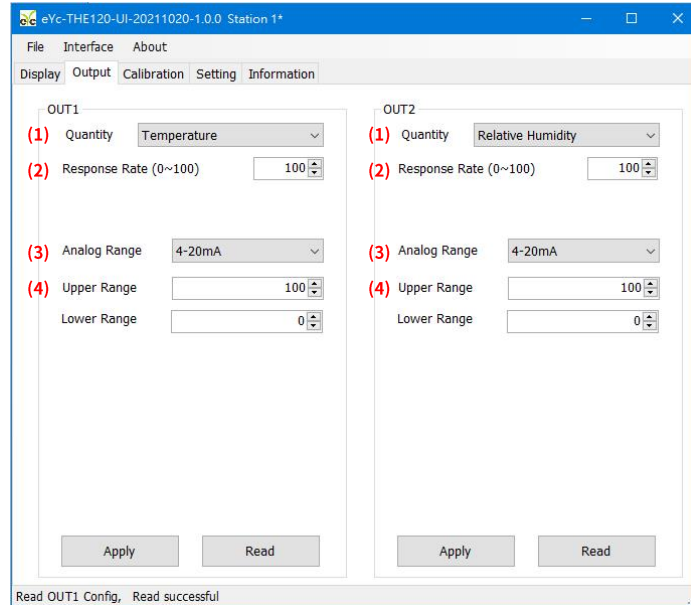 eYc-THE120-UI-20211020-1.0.0 Station 1*
File Interface About
Display Output Calibration Setting Information
OUT1
(1) Quantity Temperature
(2) Response Rate (0~100) 100
(3) Analog Range 4-20mA
(4) Upper Range 100
Lower Range 0
Apply Read
OUT2
(1) Quantity Relative Humidity
(2) Response Rate (0~100) 100
(3) Analog Range 4-20mA
(4) Upper Range 100
Lower Range 0
Apply Read
Read OUT1 Config, Read successful